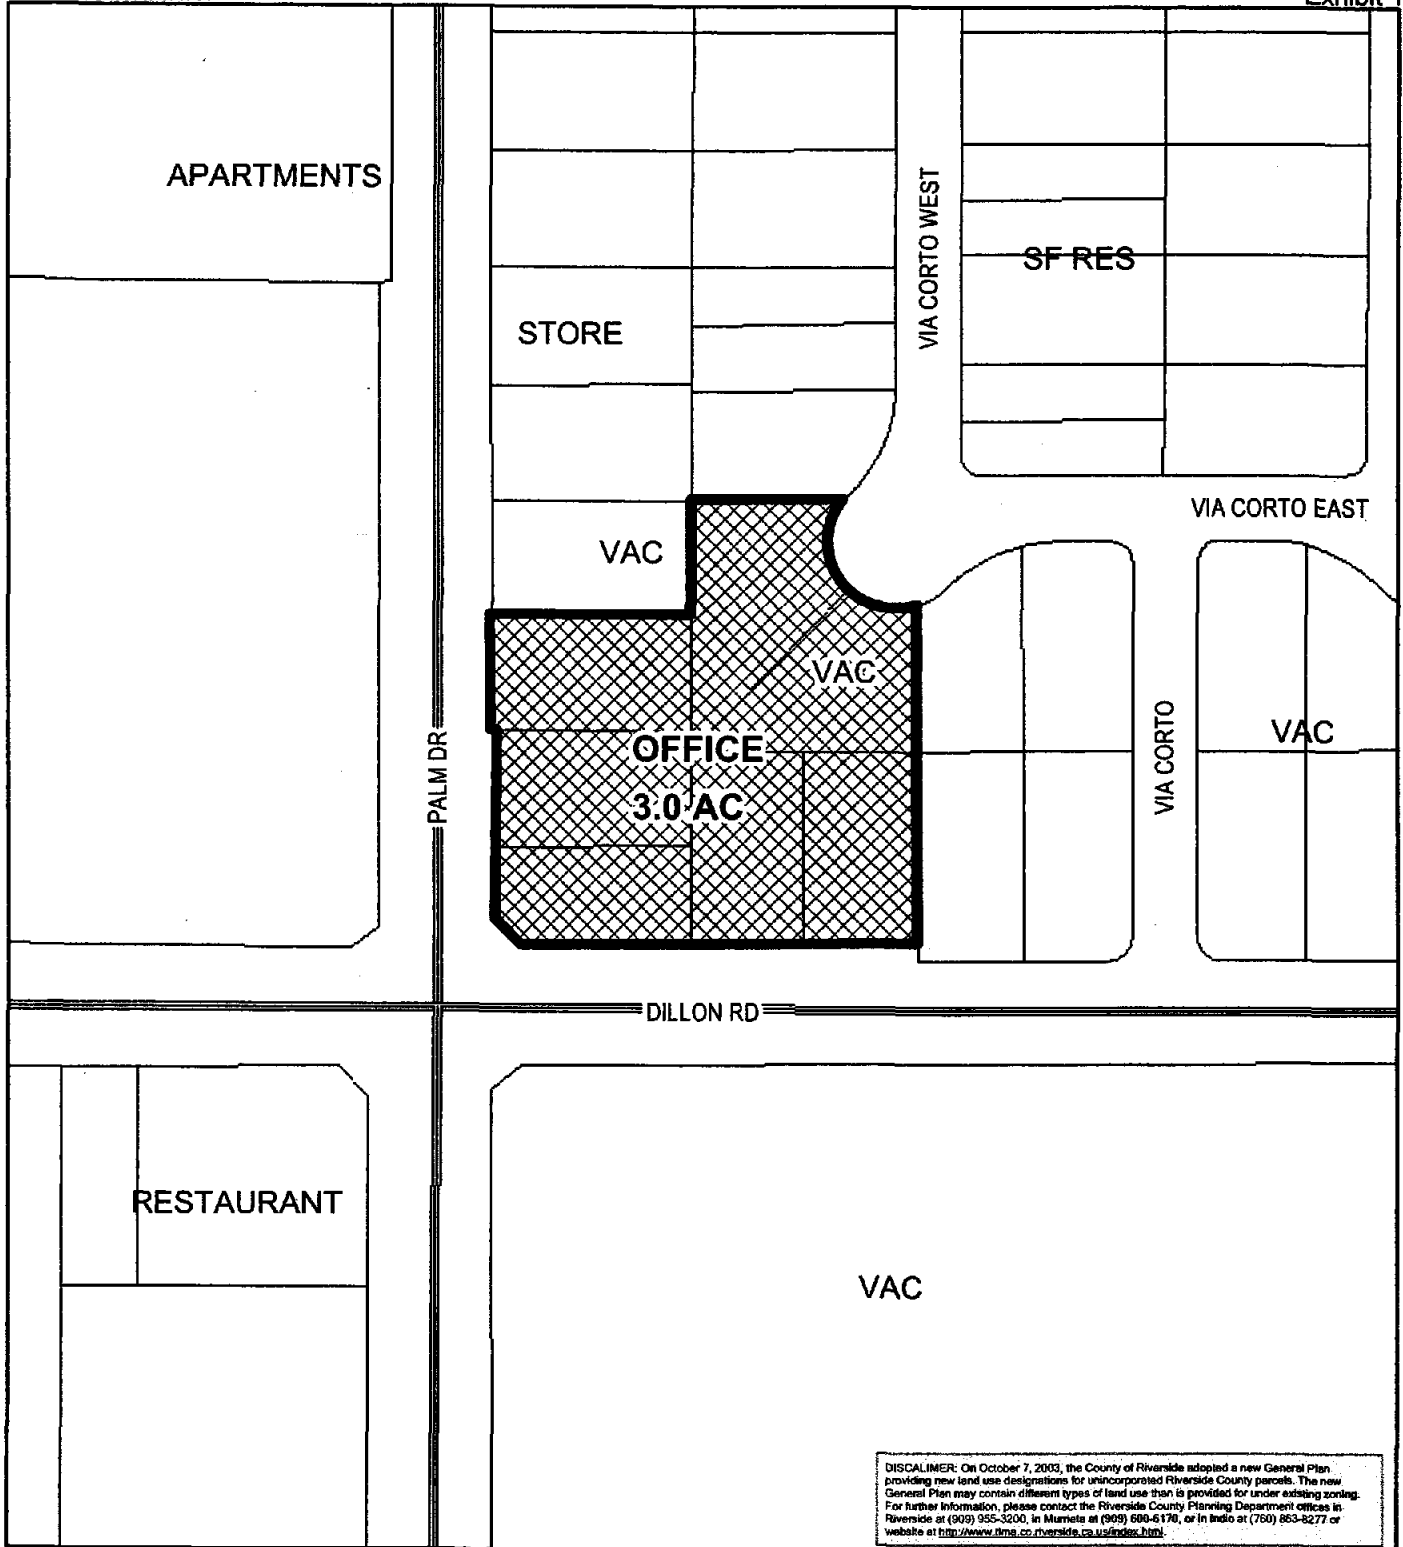 Exhibit 1
APARTMENTS
VIA CORTO WEST
SF RES
STORE
VIA CORTO EAST
VAC
VAC
VIA CORTO
VAC
PALM DR
OFFICE
3.0 AC
DILLON RD
RESTAURANT
VAC
DISCALIMER: On October 7, 2003, the County of Riverside adopted a new General Plan
providing new land use designations for unincorporated Riverside County parcels. The new
General Plan may contain different types of land use than is provided for under existing zoning.
For further information, please contact the Riverside County Planning Department offices in
Riverside at (909) 955-3200, in Murrieta at (909) 600-6170, or in Indio at (760) 863-8277 or
website at http://www.tlma.co.riverside.ca.us/index.html.